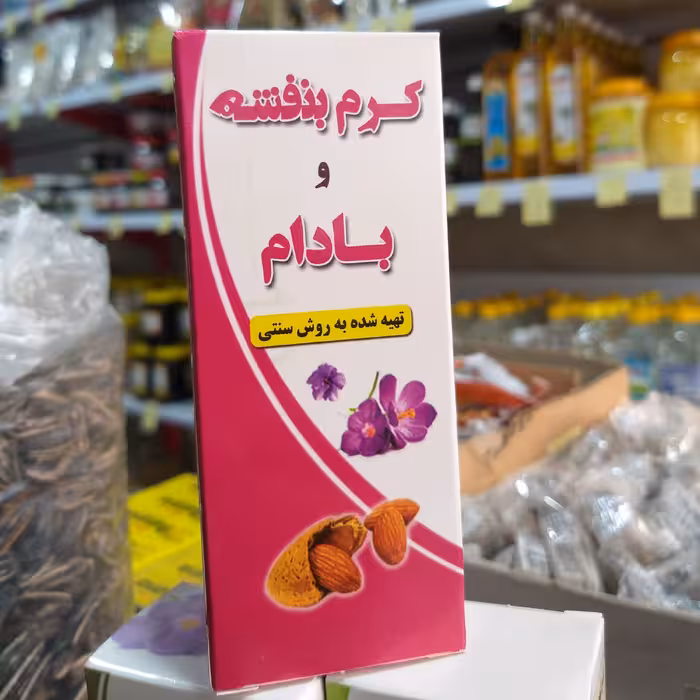 کرم بنفشه
و
بادام
تهیه شده به روش سنتی